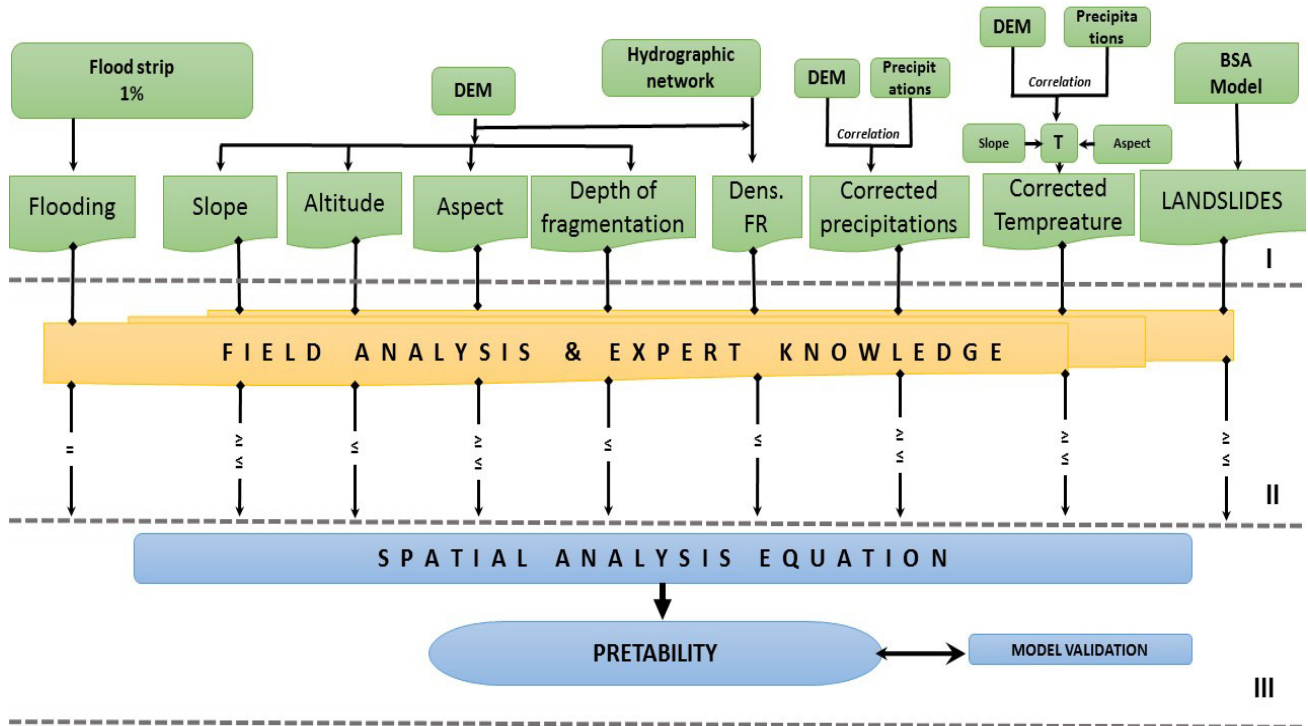 Flood strip
1%
DEM
Hydrographic
network
DEM
Precipit
ations
Correlation
DEM
Precipita
tions
Correlation
Slope
T
Aspect
BSA
Model
Flooding
Slope
Altitude
Aspect
Depth of
fragmentation
Dens.
FR
Corrected
precipitations
Corrected
Tempreature
LANDSLIDES
I
FIELD ANALYSIS & EXPERT KNOWLEDGE
=
≥
≤
≤
≥
≤
≤
≤
≥
≤
≥
≤
≥
≤
II
SPATIAL ANALYSIS EQUATION
PRETABILITY
MODEL VALIDATION
III